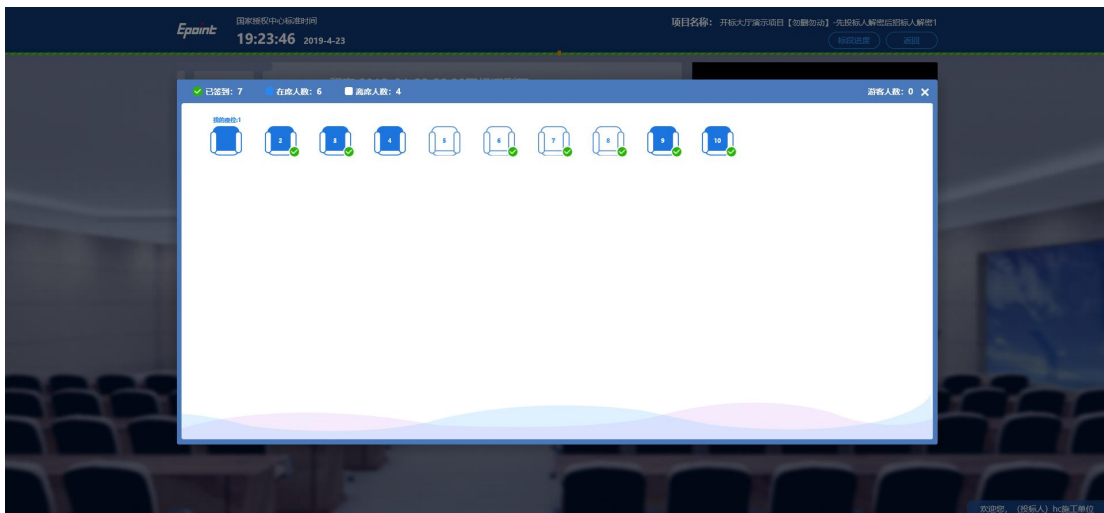 Epoint
国家授权中心标准时间
19:23:46 2019-4-23
项目名称： 开标大厅演示项目【勿删勿动】-先投标人解密后招标人解密1
标段进度 返回
已签到：7 在席人数：6 离席人数：4 游客人数：0
我的座位:1
2 3 4 5 6 7 8 9 10
欢迎您，（投标人）hc施工单位